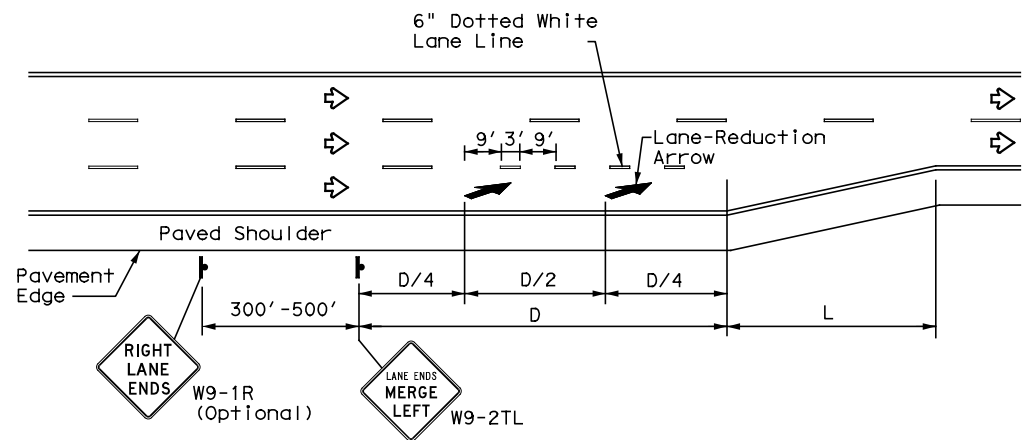 6" Dotted White
Lane Line
9' 3' 9'
Lane-Reduction
Arrow
Paved Shoulder
Pavement
Edge
D/4 D/2 D/4
300'-500' D L
RIGHT
LANE
ENDS
W9-1R
(Optional)
LANE ENDS
MERGE
LEFT
W9-2TL